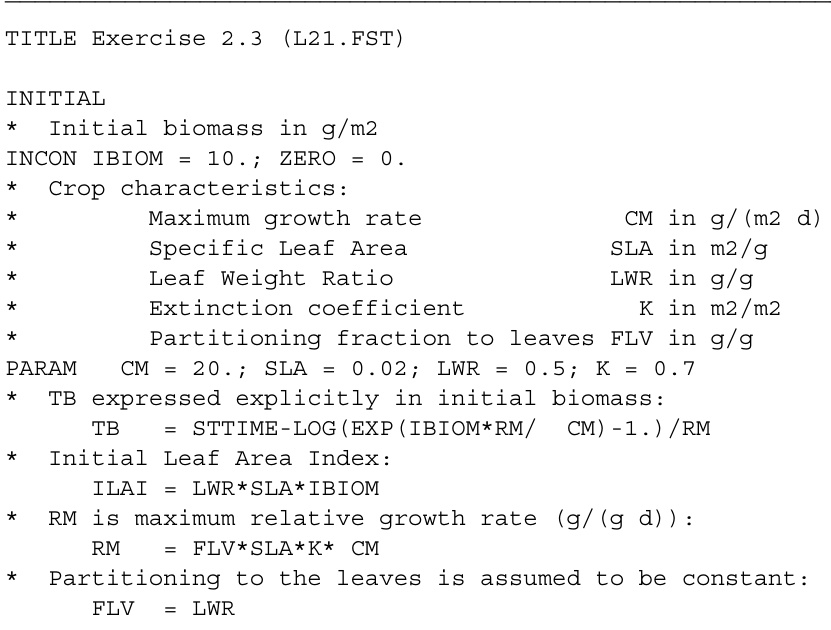 TITLE Exercise 2.3 (L21.FST)
INITIAL
*  Initial biomass in g/m2
INCON IBIOM = 10.; ZERO = 0.
*  Crop characteristics:
*         Maximum growth rate              CM in g/(m2 d)
*         Specific Leaf Area              SLA in m2/g
*         Leaf Weight Ratio               LWR in g/g
*         Extinction coefficient            K in m2/m2
*         Partitioning fraction to leaves FLV in g/g
PARAM   CM = 20.; SLA = 0.02; LWR = 0.5; K = 0.7
*  TB expressed explicitly in initial biomass:
      TB   = STTIME-LOG(EXP(IBIOM*RM/  CM)-1.)/RM
*  Initial Leaf Area Index:
      ILAI = LWR*SLA*IBIOM
*  RM is maximum relative growth rate (g/(g d)):
      RM   = FLV*SLA*K* CM
*  Partitioning to the leaves is assumed to be constant:
      FLV  = LWR